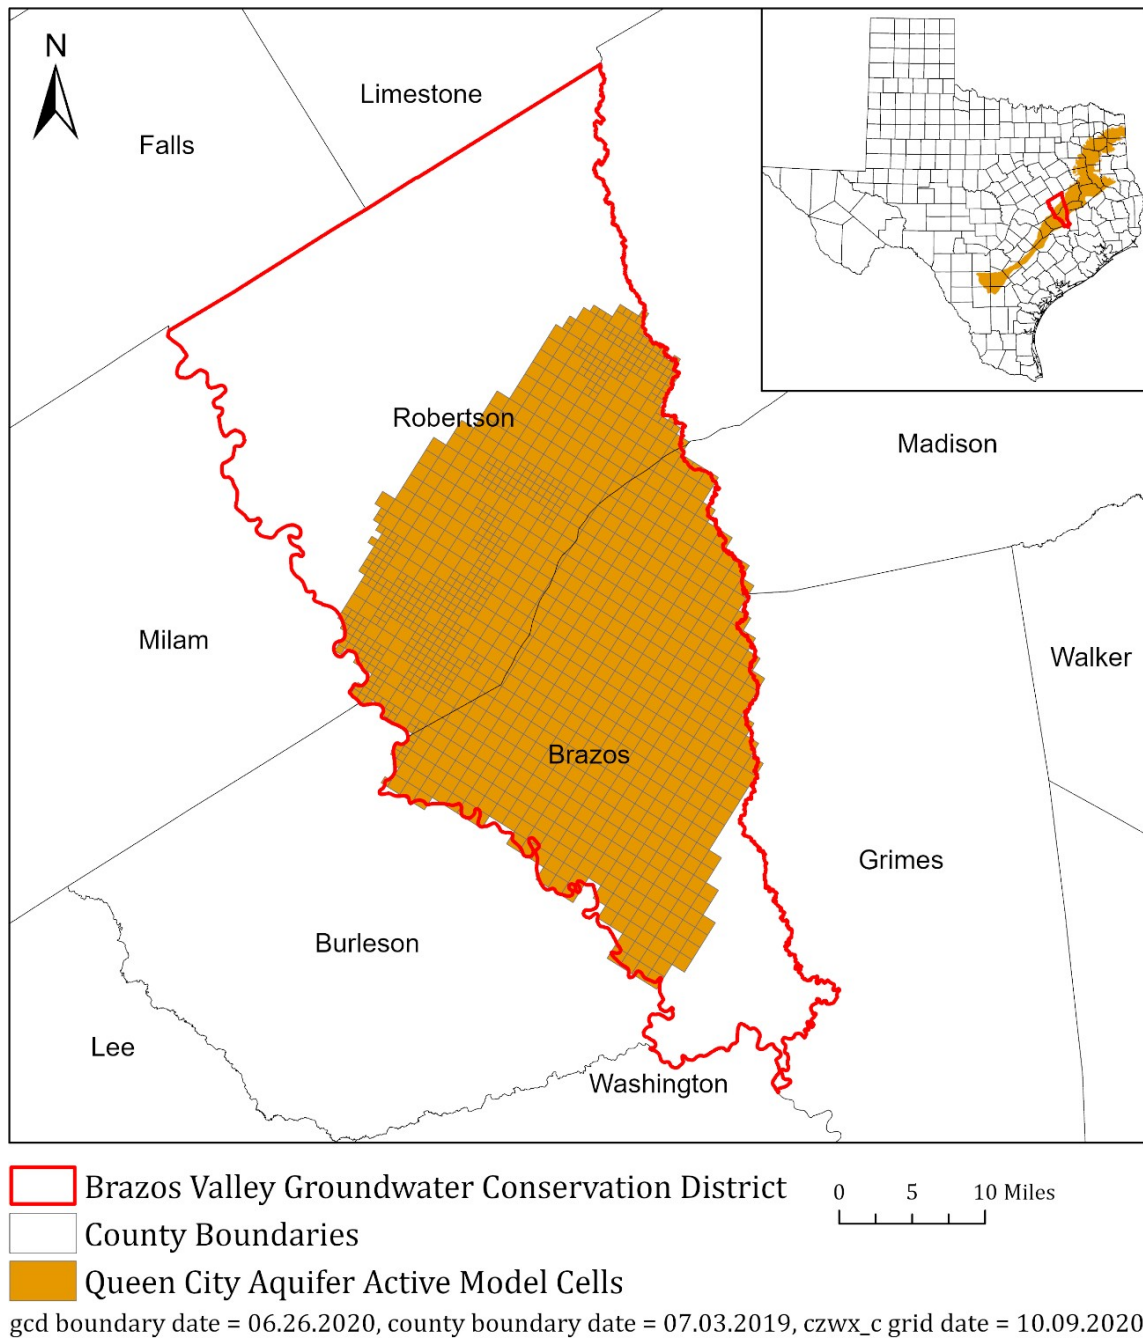 N
Limestone
Falls
Robertson
Madison
Milam
Walker
Brazos
Grimes
Burleson
Lee
Washington
Brazos Valley Groundwater Conservation District
0 5 10 Miles
County Boundaries
Queen City Aquifer Active Model Cells
gcd boundary date = 06.26.2020, county boundary date = 07.03.2019, czwx_c grid date = 10.09.2020